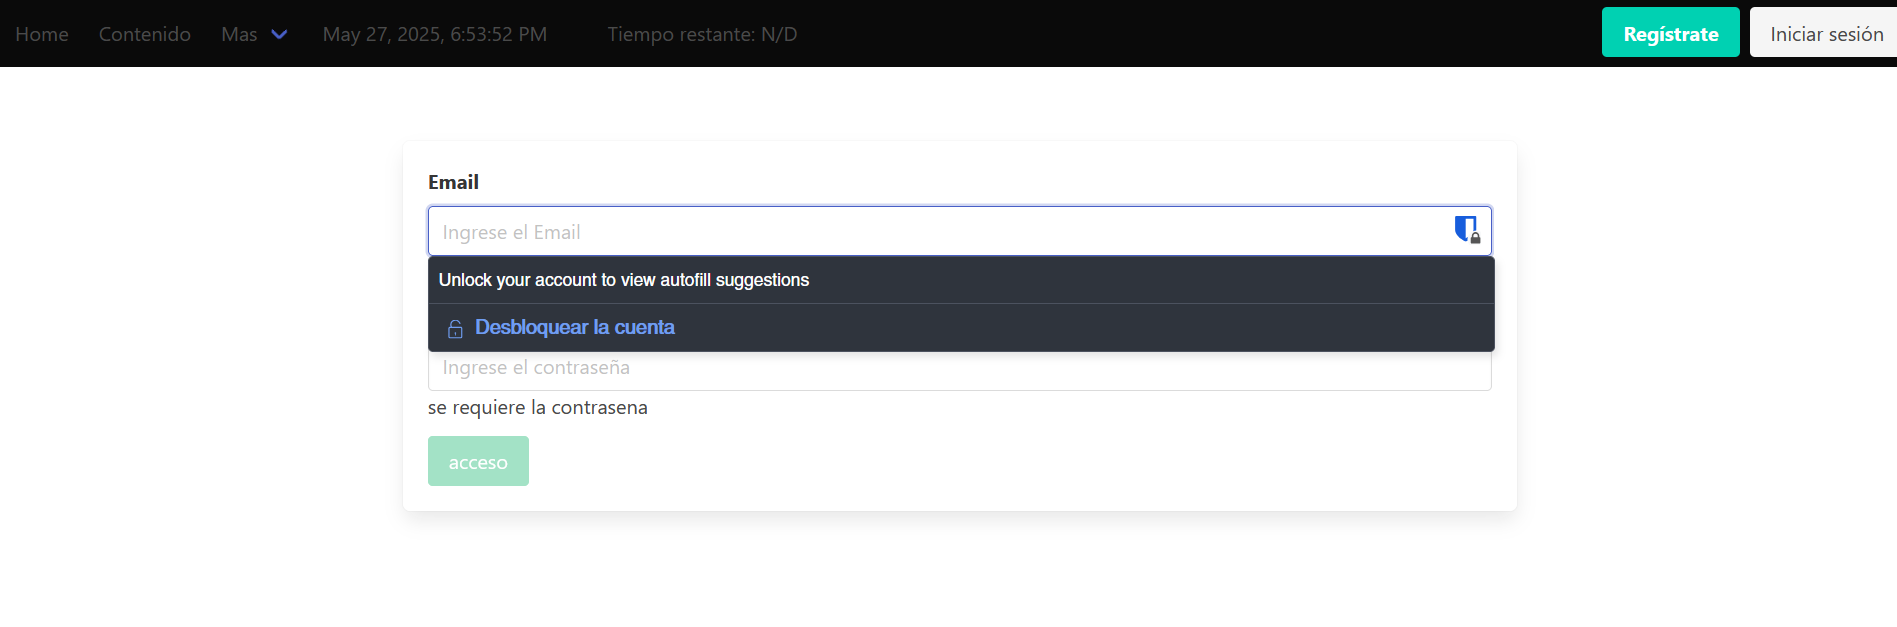 Home Contenido Mas May 27, 2025, 6:53:52 PM Tiempo restante: N/D Regístrate Iniciar sesión
Email
Ingrese el Email
Unlock your account to view autofill suggestions
Desbloquear la cuenta
Ingrese el contraseña
se requiere la contrasena
acceso